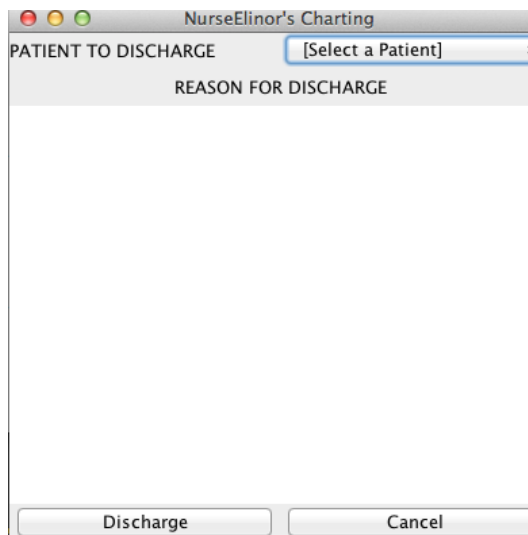 NurseElinor's Charting
PATIENT TO DISCHARGE [Select a Patient]
REASON FOR DISCHARGE
Discharge Cancel